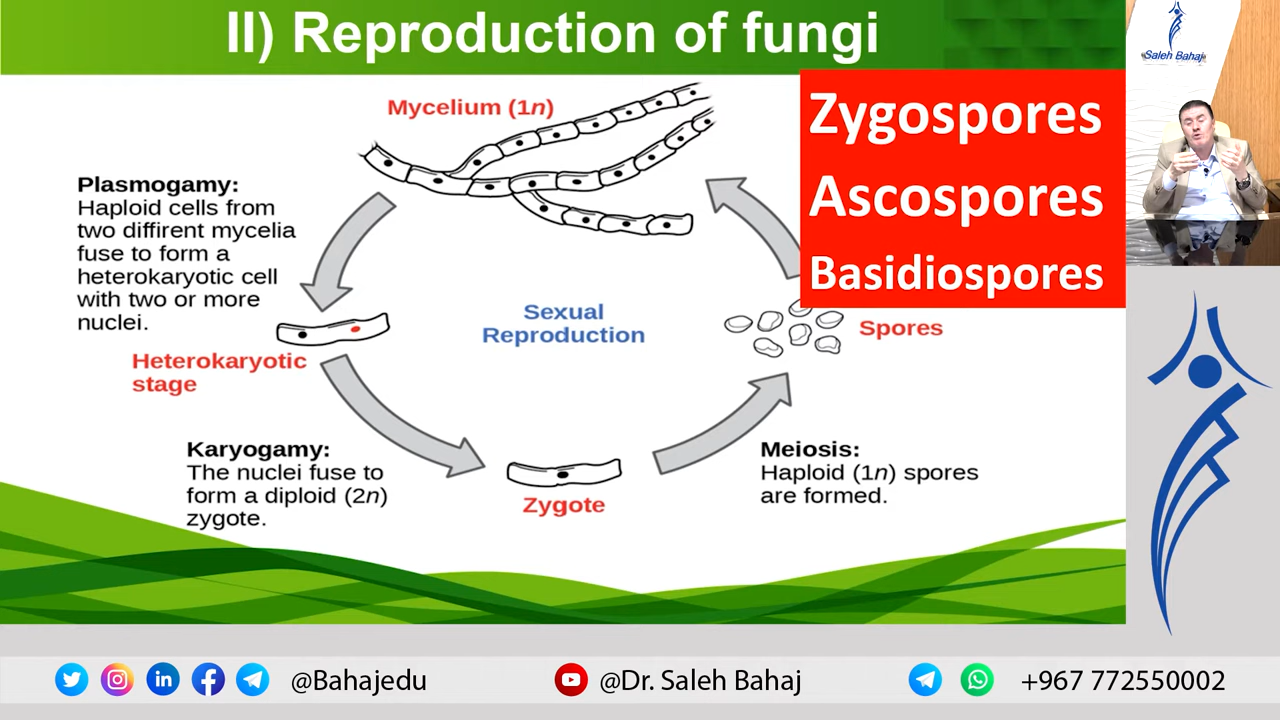 II) Reproduction of fungi
Saleh Bahaj
Mycelium (1n)
Zygospores
Ascospores
Basidiospores
Plasmogamy:
Haploid cells from
two diffirent mycelia
fuse to form a
heterokaryotic cell
with two or more
nuclei.
Sexual
Reproduction
Spores
Heterokaryotic
stage
Karyogamy:
The nuclei fuse to
form a diploid (2n)
zygote.
Zygote
Meiosis:
Haploid (1n) spores
are formed.
@Bahajedu
@Dr. Saleh Bahaj
+967 772550002